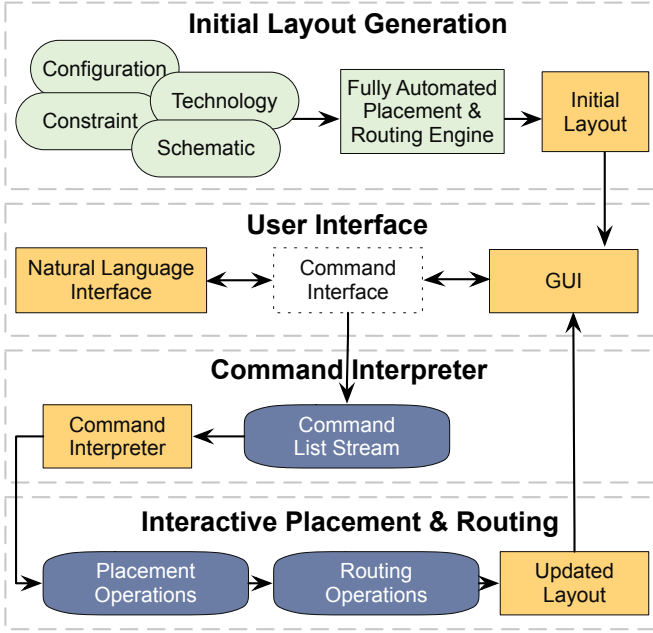 Initial Layout Generation
Configuration
Technology
Constraint
Schematic
Fully Automated
Placement &
Routing Engine
Initial
Layout
User Interface
Natural Language
Interface
Command
Interface
GUI
Command Interpreter
Command
Interpreter
Command
List Stream
Interactive Placement & Routing
Placement
Operations
Routing
Operations
Updated
Layout